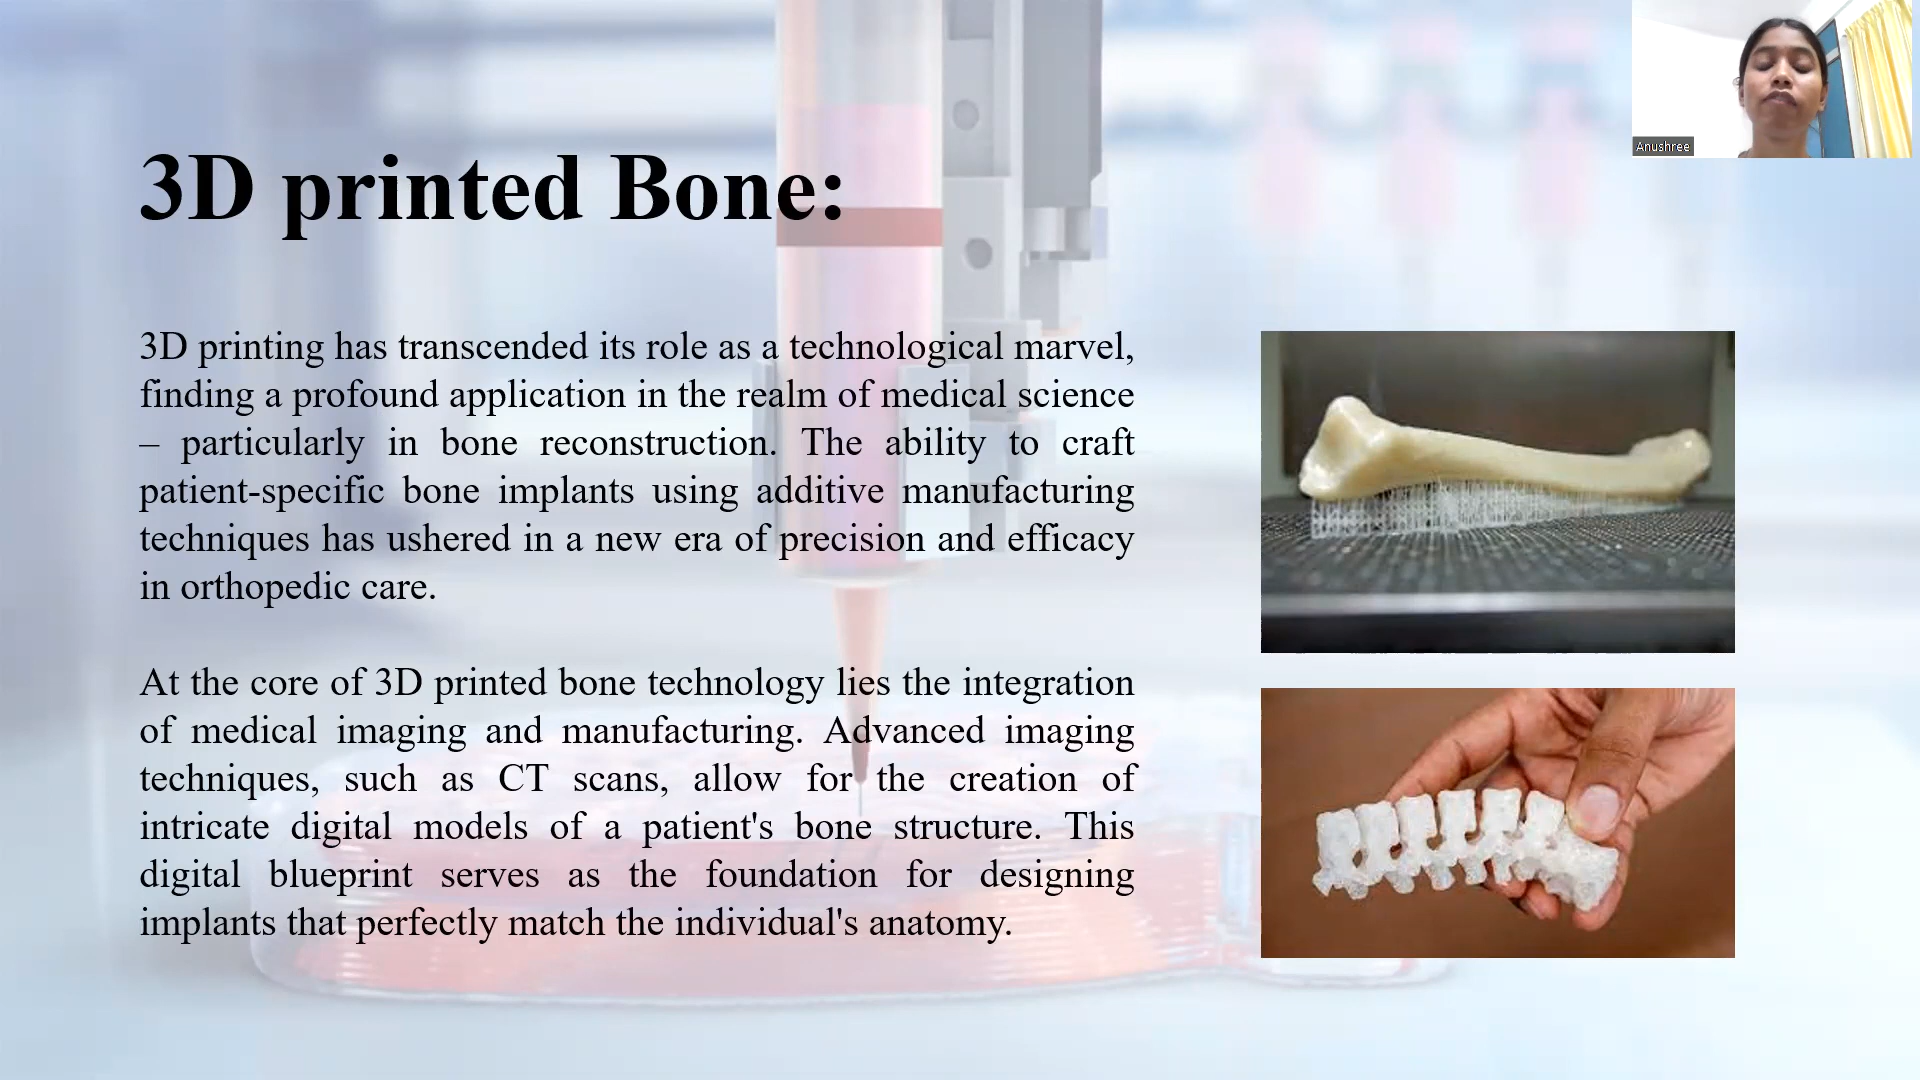 Anushree
3D printed Bone:
3D printing has transcended its role as a technological marvel,
finding a profound application in the realm of medical science
– particularly in bone reconstruction. The ability to craft
patient-specific bone implants using additive manufacturing
techniques has ushered in a new era of precision and efficacy
in orthopedic care.
At the core of 3D printed bone technology lies the integration
of medical imaging and manufacturing. Advanced imaging
techniques, such as CT scans, allow for the creation of
intricate digital models of a patient's bone structure. This
digital blueprint serves as the foundation for designing
implants that perfectly match the individual's anatomy.